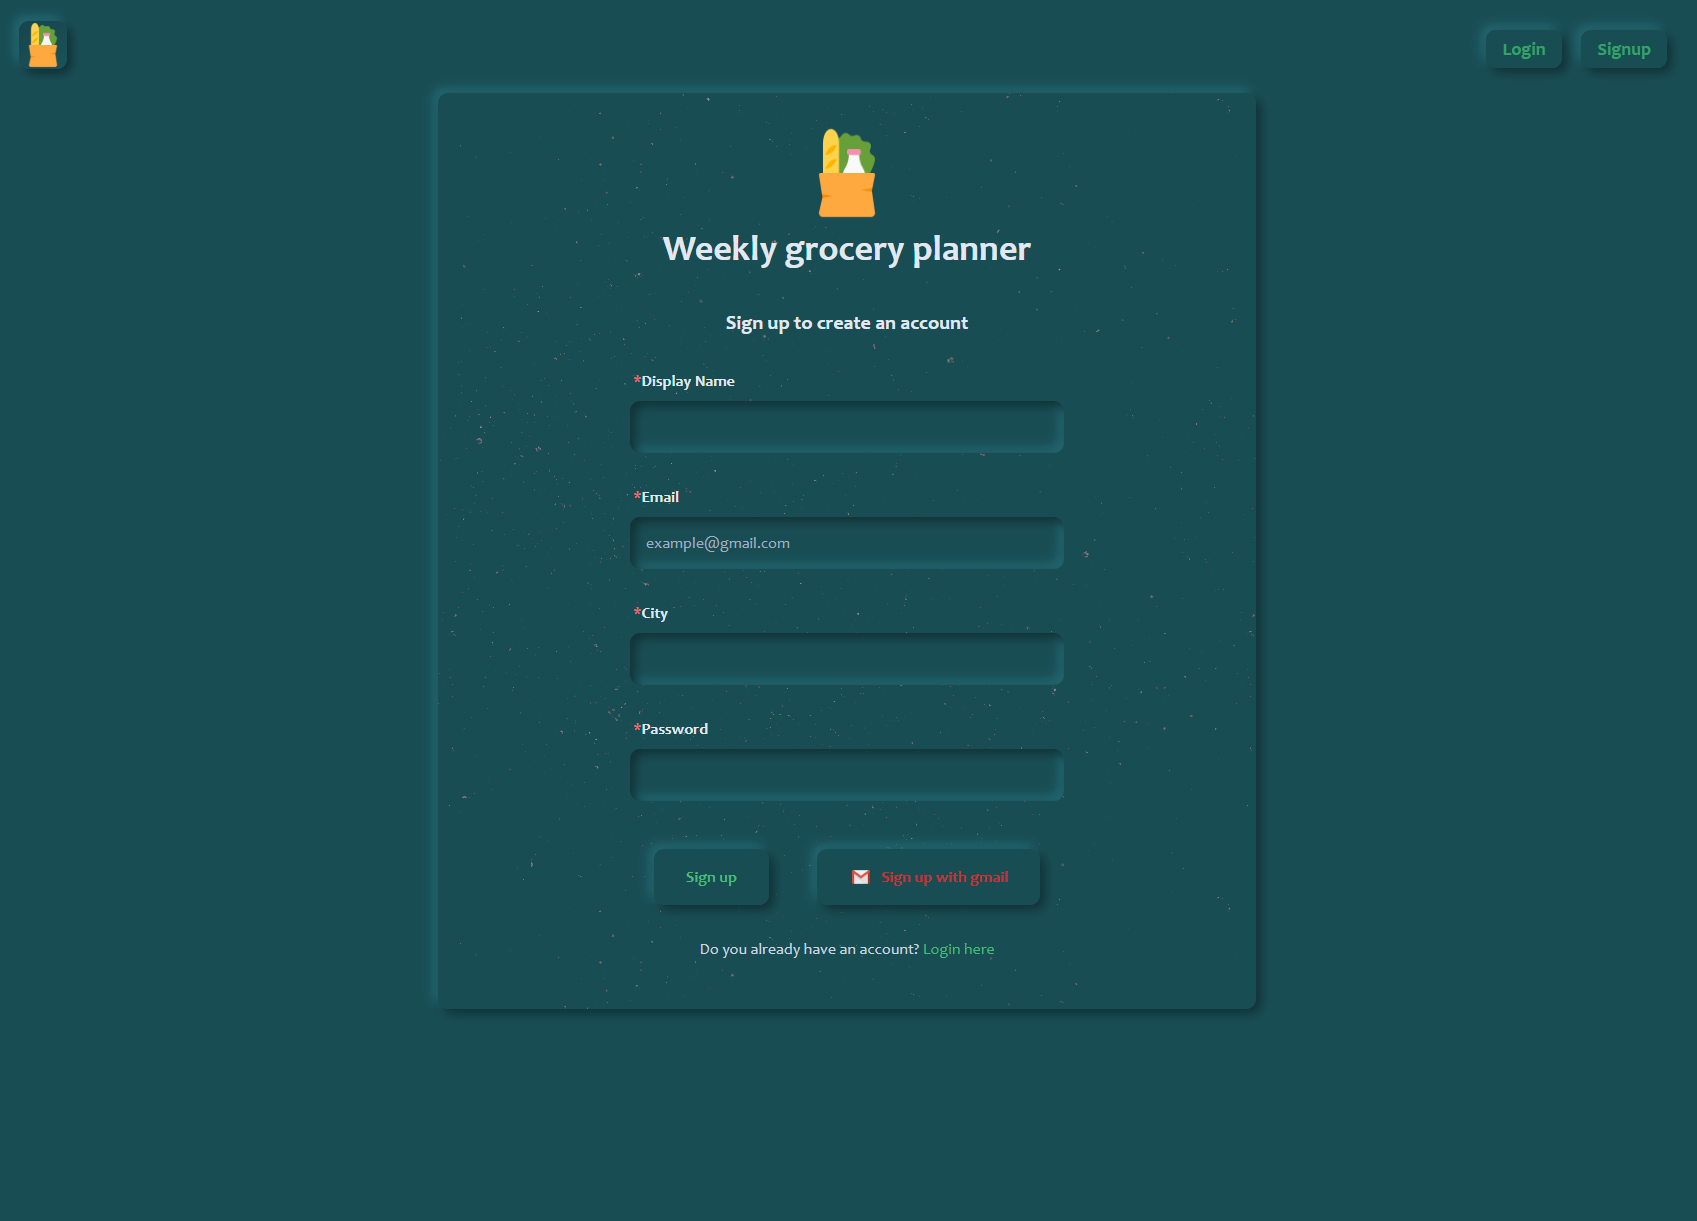 Login
Signup
Weekly grocery planner
Sign up to create an account
*Display Name
*Email
example@gmail.com
*City
*Password
Sign up
Sign up with gmail
Do you already have an account? Login here